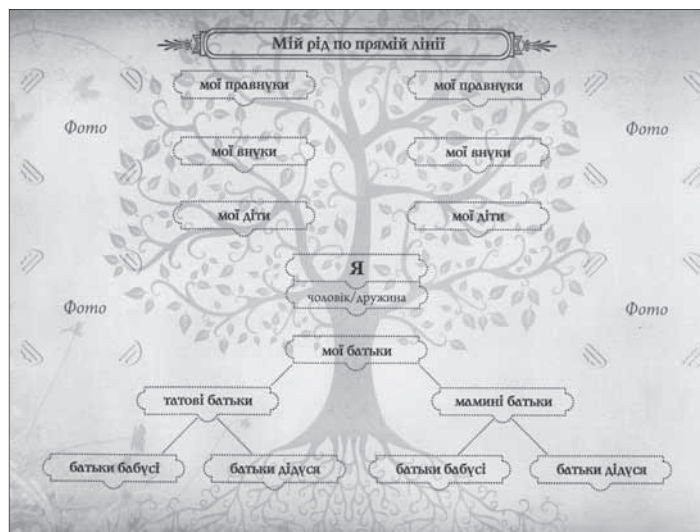 Мій рід по прямій лінії
мої правнуки
мої правнуки
Фото
Фото
мої внуки
мої внуки
мої діти
мої діти
Я
чоловік/дружина
Фото
Фото
мої батьки
татові батьки
мамині батьки
батьки бабусі
батьки дідуся
батьки бабусі
батьки дідуся